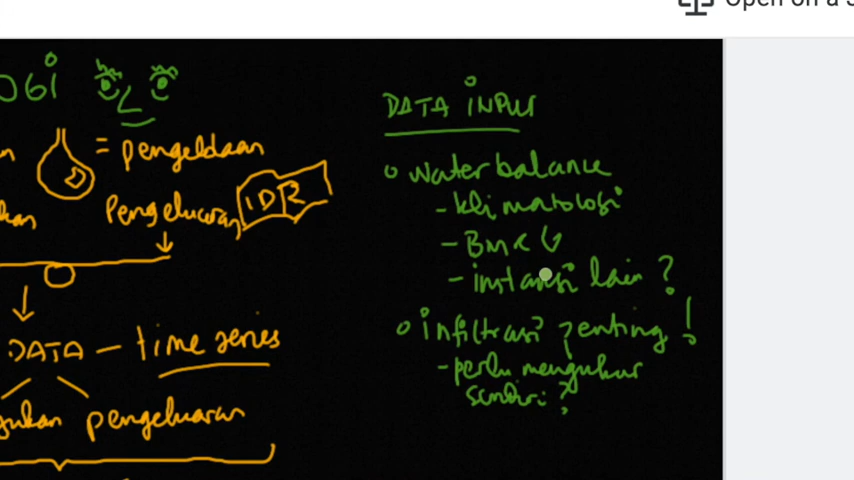 Open on a s
OGI
DATA INPUT
= pengeldaan
o water balance
- klimatologi
Pengeluaran
IDR
- BMKG
- instansi lain ?
o infiltrasi penting !
DATA - time series
- perlu mengukur
sendiri ?
pengeluaran